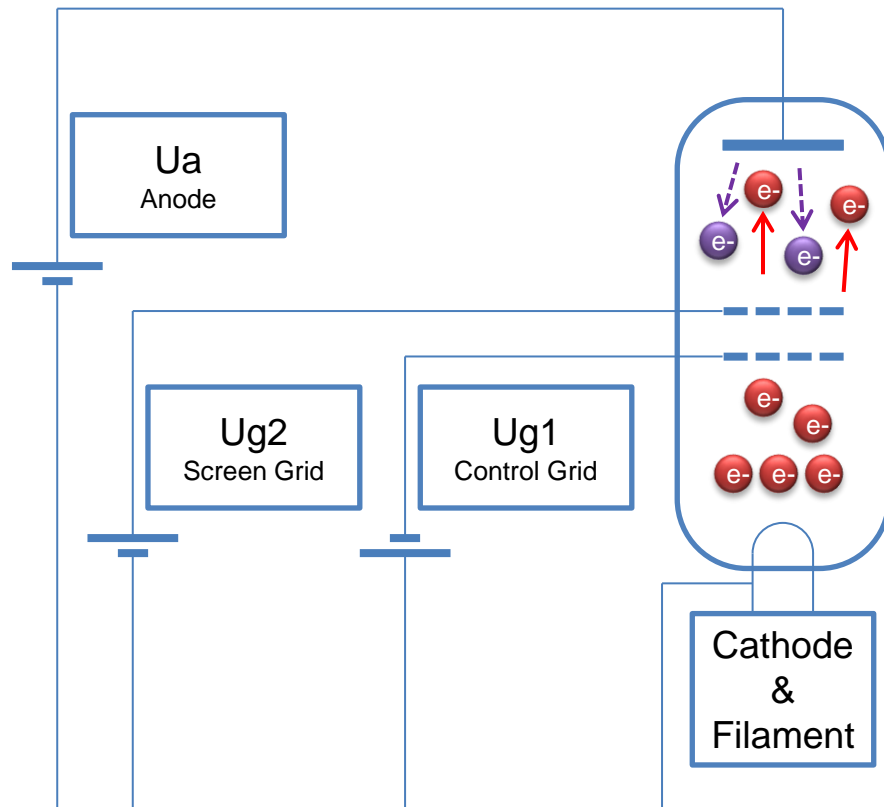 Ua
Anode
e-
e-
e-
e-
Ug2
Screen Grid
Ug1
Control Grid
e-
e-
e- e- e-
Cathode
&
Filament